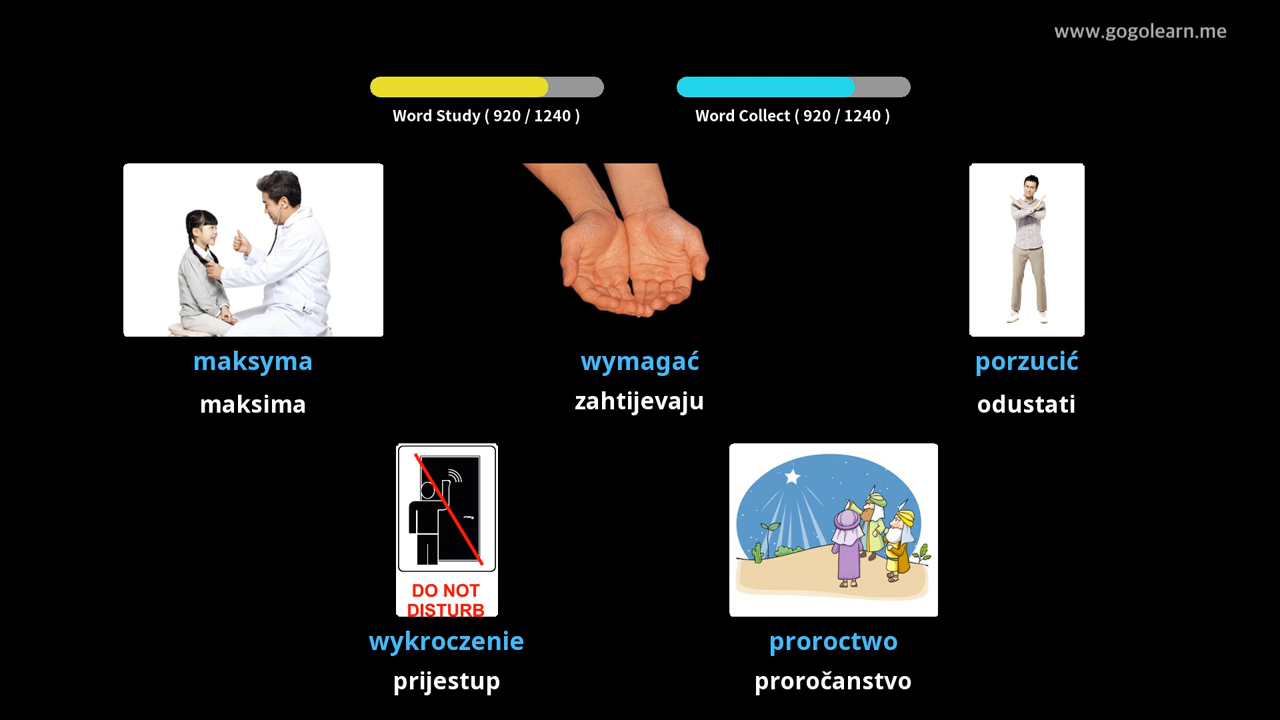 www.gogolearn.me
Word Study ( 920 / 1240 )
Word Collect ( 920 / 1240 )
maksyma
wymagać
porzucić
maksima
zahtijevaju
odustati
DO NOT
DISTURB
wykroczenie
proroctwo
prijestup
proročanstvo